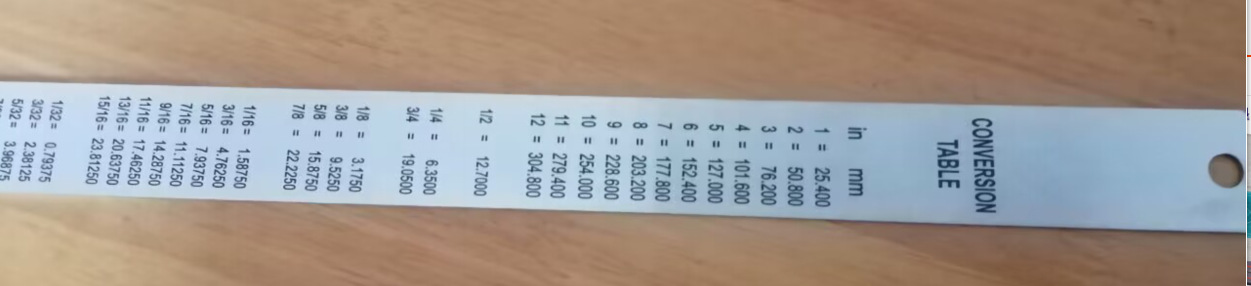 CONVERSION
TABLE
in mm
1 = 25.400
2 = 50.800
3 = 76.200
4 = 101.600
5 = 127.000
6 = 152.400
7 = 177.800
8 = 203.200
9 = 228.600
10 = 254.000
11 = 279.400
12 = 304.800
1/2 = 12.7000
1/4 = 6.3500
3/4 = 19.0500
1/8 = 3.1750
3/8 = 9.5250
5/8 = 15.8750
7/8 = 22.2250
1/16 = 1.58750
3/16 = 4.76250
5/16 = 7.93750
7/16 = 11.11250
9/16 = 14.28750
11/16 = 17.46250
13/16 = 20.63750
15/16 = 23.81250
1/32 = 0.79375
3/32 = 2.38125
5/32 = 3.96875